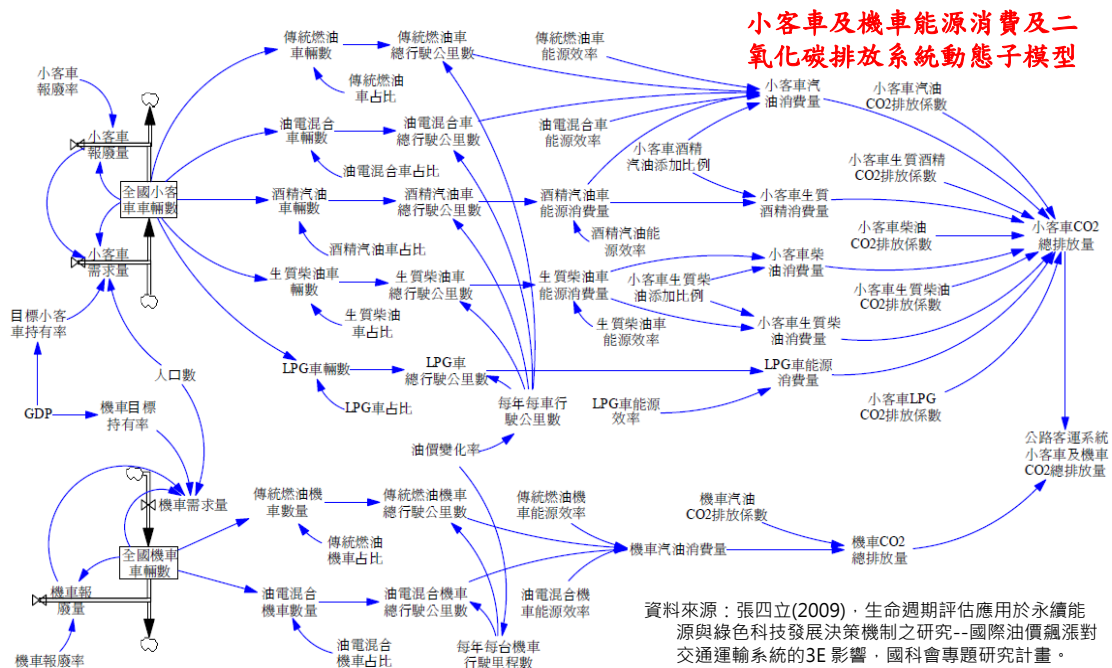 小客車及機車能源消費及二
氧化碳排放系統動態子模型
傳統燃油
車輛數
傳統燃油車
總行駛公里數
傳統燃油車
能源效率
小客車
報廢率
傳統燃油
車占比
小客車汽
油消費量
小客車汽油
CO2排放係數
小客車
報廢量
油電混合
車輛數
油電混合車
總行駛公里數
油電混合車
能源效率
小客車酒精
汽油添加比例
油電混合車占比
小客車生質酒精
CO2排放係數
全國小客
車車輛數
酒精汽油
車輛數
酒精汽油車
總行駛公里數
酒精汽油車
能源消費量
小客車生質
酒精消費量
小客車柴油
CO2排放係數
小客車CO2
總排放量
酒精汽油車占比
酒精汽油能
源效率
小客車
需求量
生質柴油車
輛數
生質柴油車
總行駛公里數
生質柴油車
能源消費量
小客車生質柴
油添加比例
小客車柴
油消費量
小客車生質柴油
CO2排放係數
目標小客
車持有率
生質柴油
車占比
生質柴油車
能源效率
小客車生質柴
油消費量
人口數
LPG車輛數
LPG車
總行駛公里數
LPG車能源
消費量
GDP
機車目標
持有率
LPG車占比
每年每車行
駛公里數
LPG車能源
效率
小客車LPG
CO2排放係數
油價變化率
公路客運系統
小客車及機車
CO2總排放量
機車需求量
傳統燃油機
車數量
傳統燃油機車
總行駛公里數
傳統燃油機
車能源效率
機車汽油
CO2排放係數
傳統燃油
機車占比
全國機車
車輛數
機車汽油消費量
機車CO2
總排放量
機車報
廢量
油電混合
機車數量
油電混合機車
總行駛公里數
油電混合機
車能源效率
機車報廢率
油電混合
機車占比
每年每台機車
行駛里程數
資料來源：張四立(2009)，生命週期評估應用於永續能
源與綠色科技發展決策機制之研究--國際油價飆漲對
交通運輸系統的3E 影響，國科會專題研究計畫。